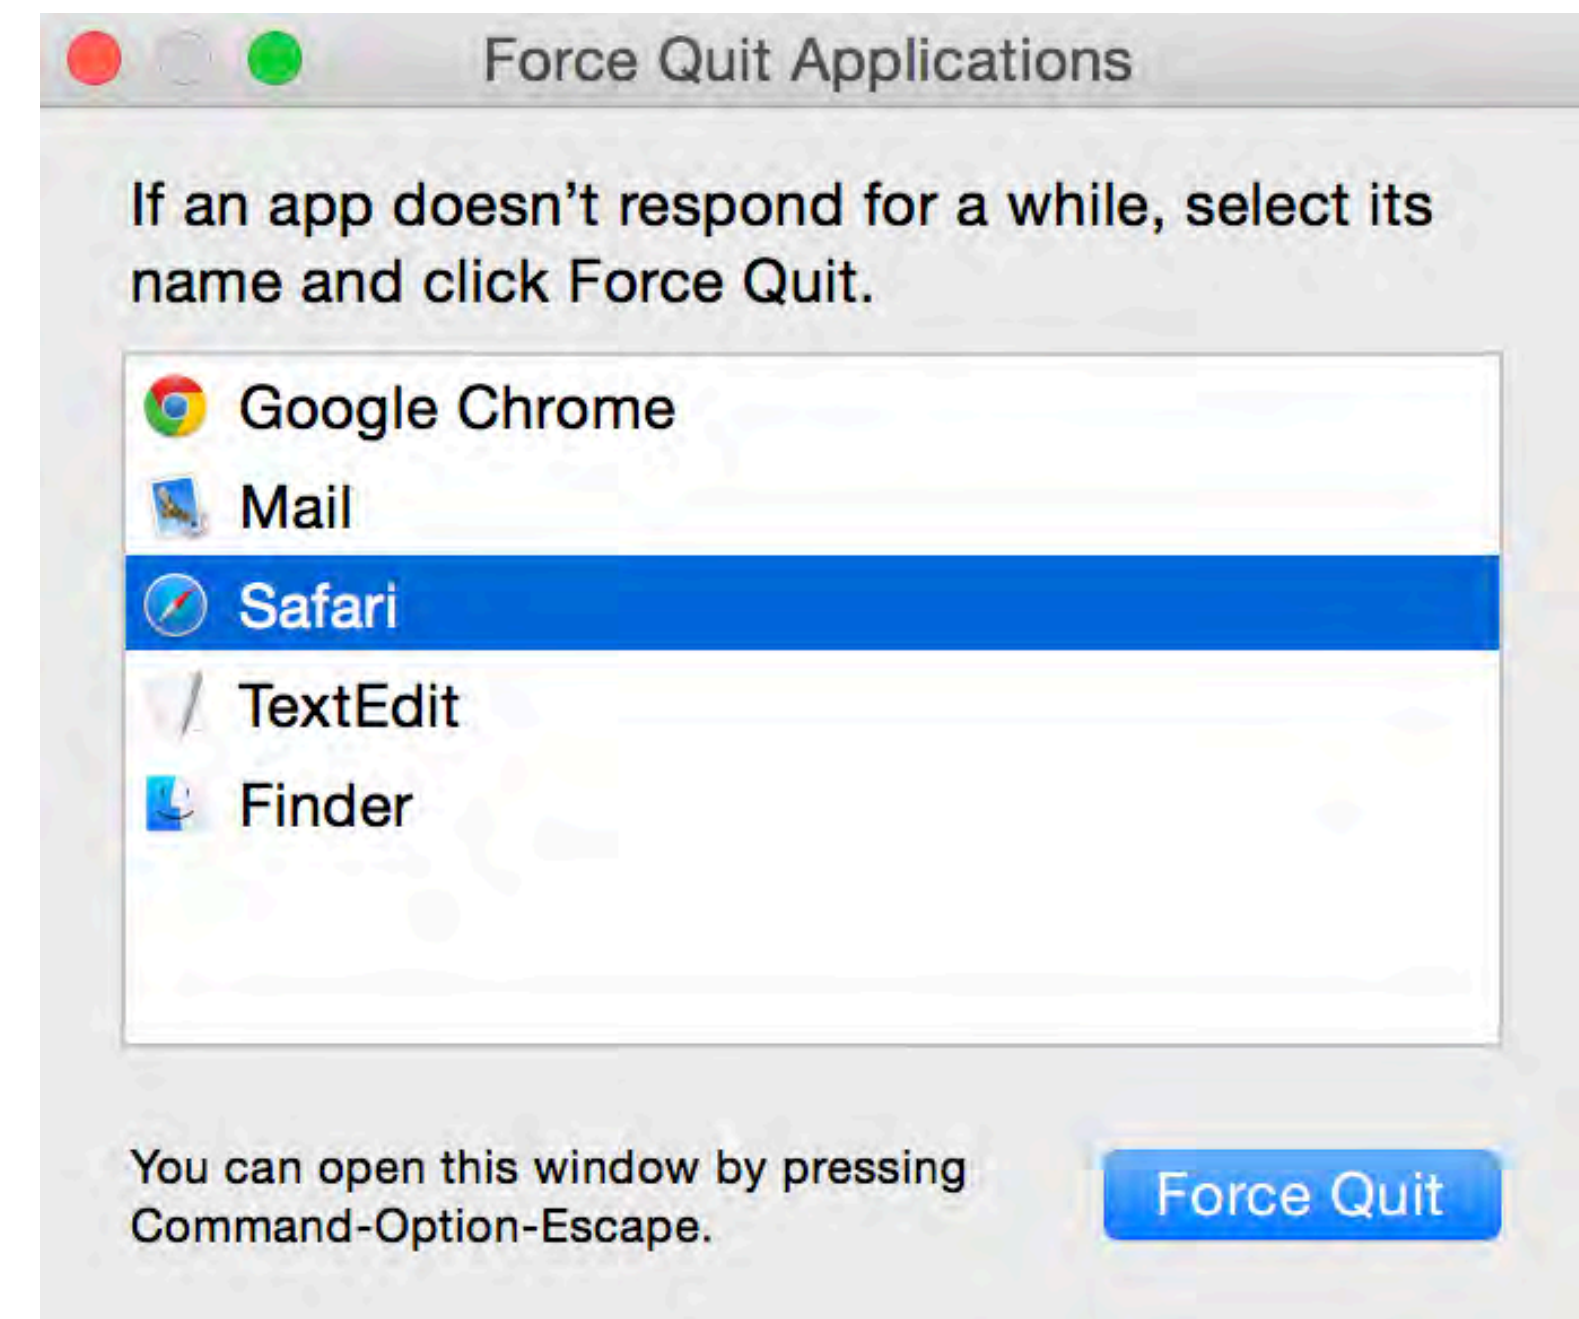 Force Quit Applications
If an app doesn’t respond for a while, select its
name and click Force Quit.
Google Chrome
Mail
Safari
TextEdit
Finder
You can open this window by pressing
Command-Option-Escape.
Force Quit